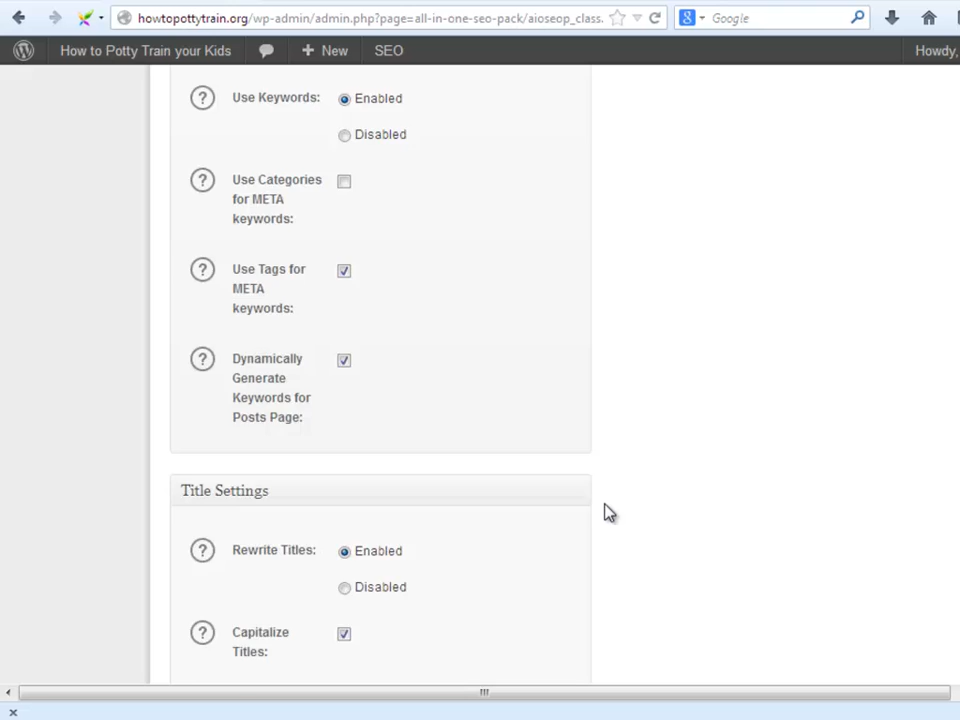 howtopottytrain.org/wp-admin/admin.php?page=all-in-one-seo-pack/aioseop_class.
Google
How to Potty Train your Kids
New
SEO
Howdy,
? Use Keywords:
Enabled
Disabled
? Use Categories
for META
keywords:
? Use Tags for
META
keywords:
? Dynamically
Generate
Keywords for
Posts Page:
Title Settings
? Rewrite Titles:
Enabled
Disabled
? Capitalize
Titles: